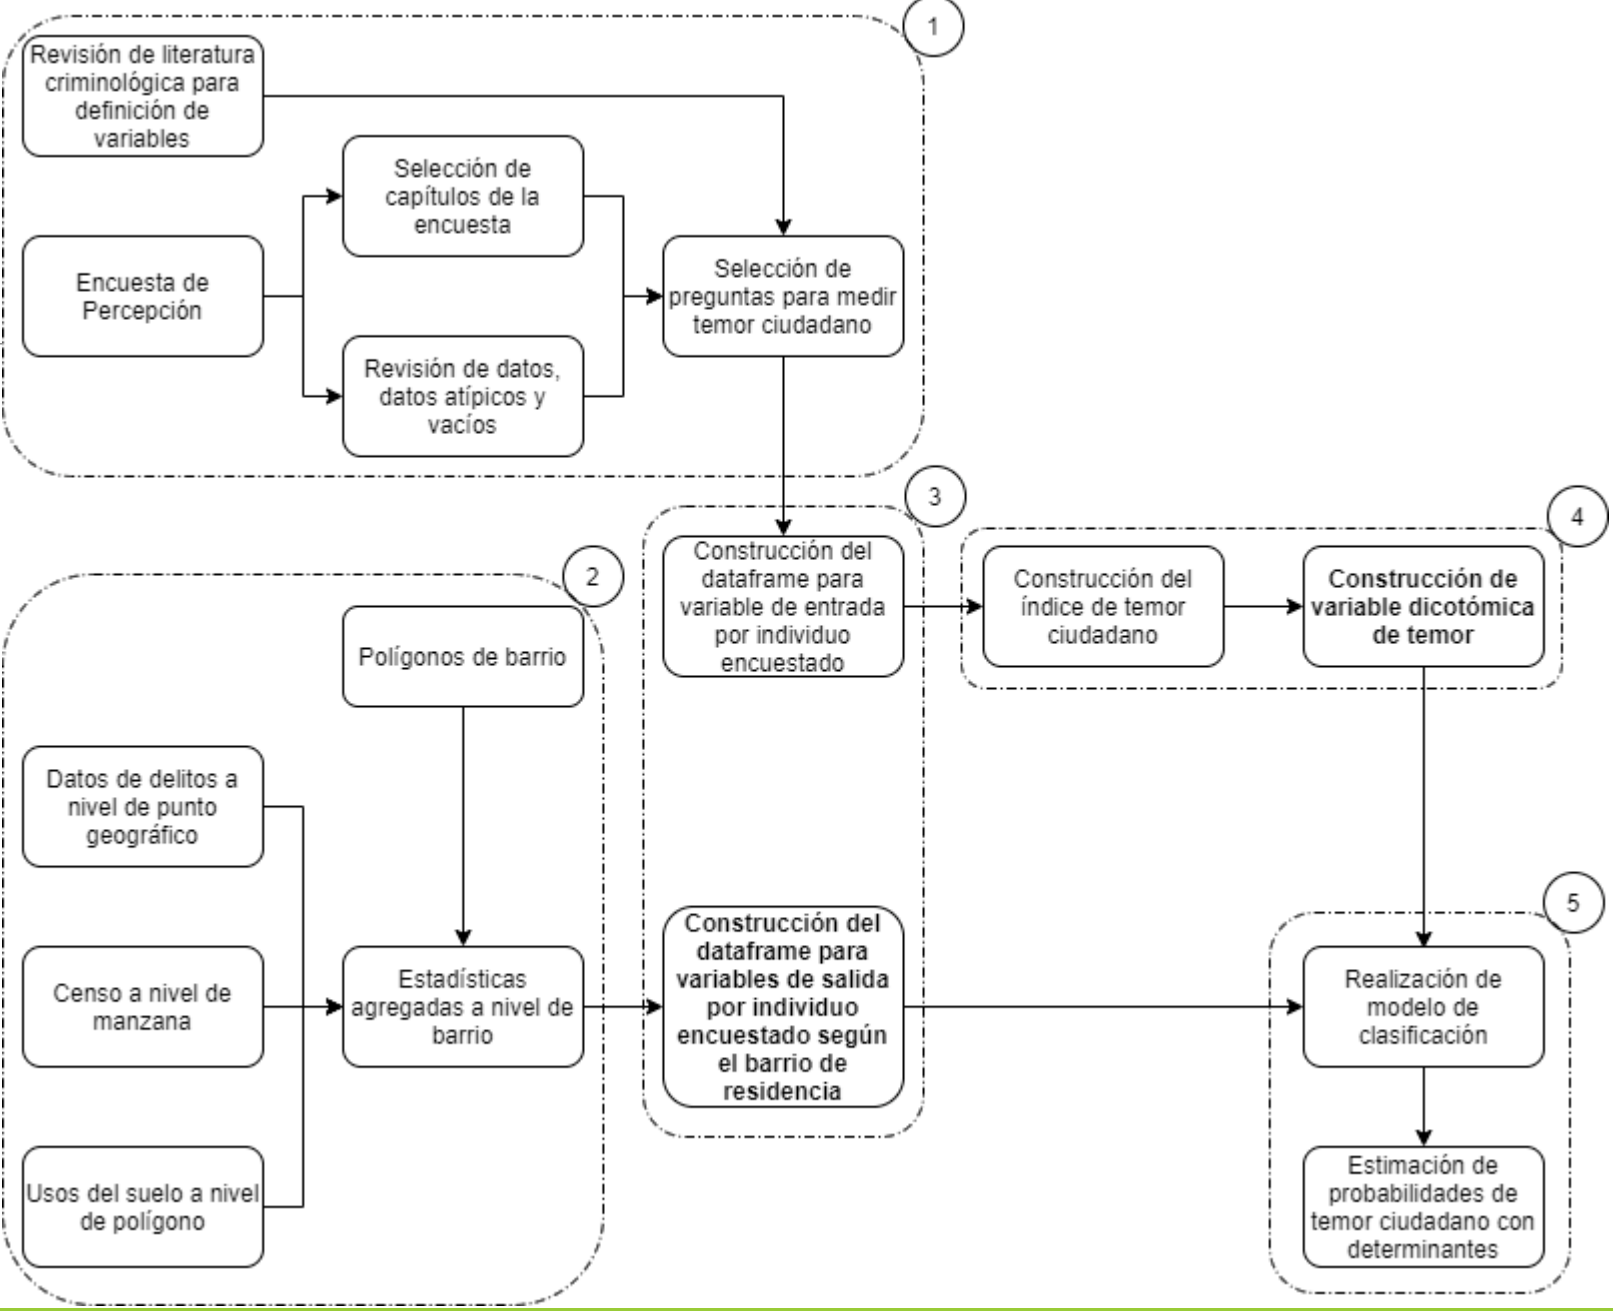 1
Revisión de literatura
criminológica para
definición de
variables
Selección de
capítulos de la
encuesta
Encuesta de
Percepción
Selección de
preguntas para medir
temor ciudadano
Revisión de datos,
datos atípicos y
vacíos
3
4
2
Construcción del
dataframe para
variable de entrada
por individuo
encuestado
Construcción del
índice de temor
ciudadano
Construcción de
variable dicotómica
de temor
Polígonos de barrio
Datos de delitos a
nivel de punto
geográfico
5
Censo a nivel de
manzana
Estadísticas
agregadas a nivel de
barrio
Construcción del
dataframe para
variables de salida
por individuo
encuestado según
el barrio de
residencia
Realización de
modelo de
clasificación
Usos del suelo a nivel
de polígono
Estimación de
probabilidades de
temor ciudadano con
determinantes